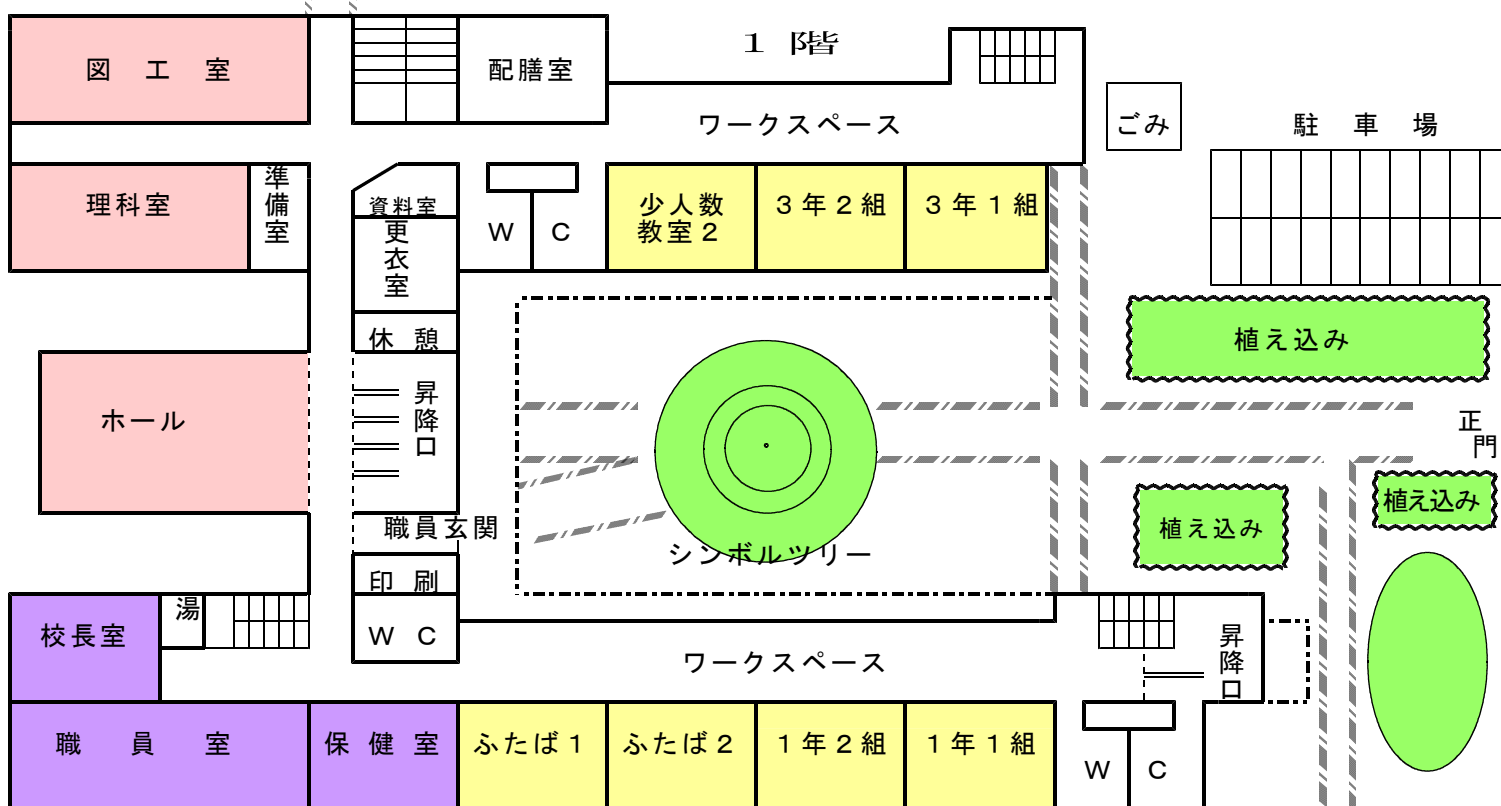 １ 階
図 工 室
配膳室
ワークスペース
ごみ
駐 車 場
理科室
準備室
資料室
更衣室
Ｗ Ｃ
少人数
教室２
３年２組
３年１組
休 憩
植え込み
ホール
昇降口
正門
植え込み
植え込み
職員玄関
シンボルツリー
印 刷
湯
校長室
Ｗ Ｃ
ワークスペース
昇降口
職 員 室
保 健 室
ふたば１
ふたば２
１年２組
１年１組
Ｗ Ｃ